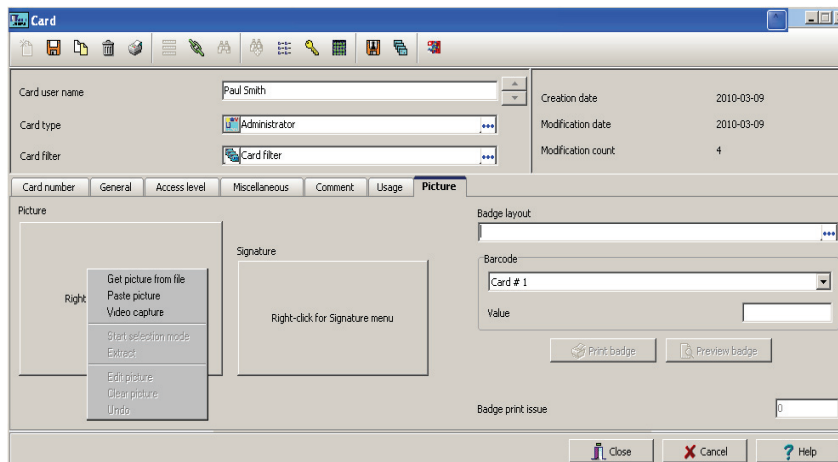 Card
Card user name
Paul Smith
Card type
Administrator
Card filter
Card filter
Creation date 2010-03-09
Modification date 2010-03-09
Modification count 4
Card number General Access level Miscellaneous Comment Usage Picture
Picture
Right
Get picture from file
Paste picture
Video capture
Start selection mode
Extract
Edit picture
Clear picture
Undo
Signature
Right-click for Signature menu
Badge layout
Barcode
Card # 1
Value
Print badge Preview badge
Badge print issue 0
Close Cancel Help